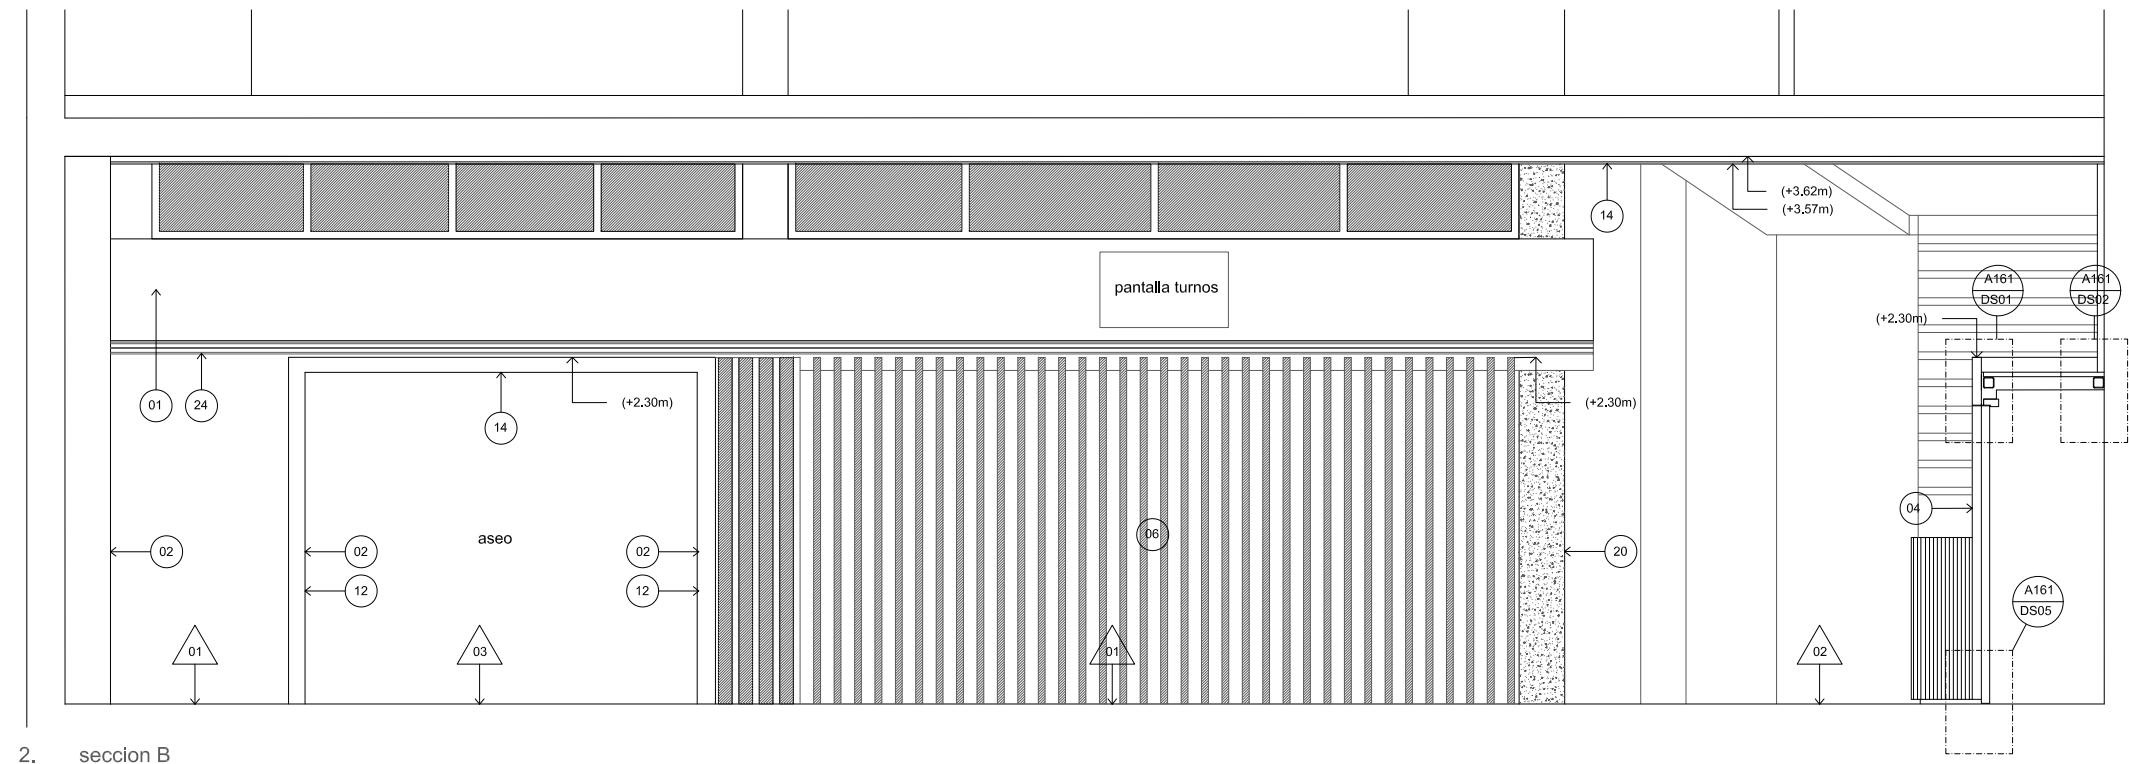 (+3.62m)
(+3.57m)
14
pantalla turnos
A161
DS01
A161
DS02
(+2.30m)
01
24
14
(+2.30m)
(+2.30m)
04
02
02
aseo
02
06
20
12
12
A161
DS05
01
03
01
02
2. seccion B